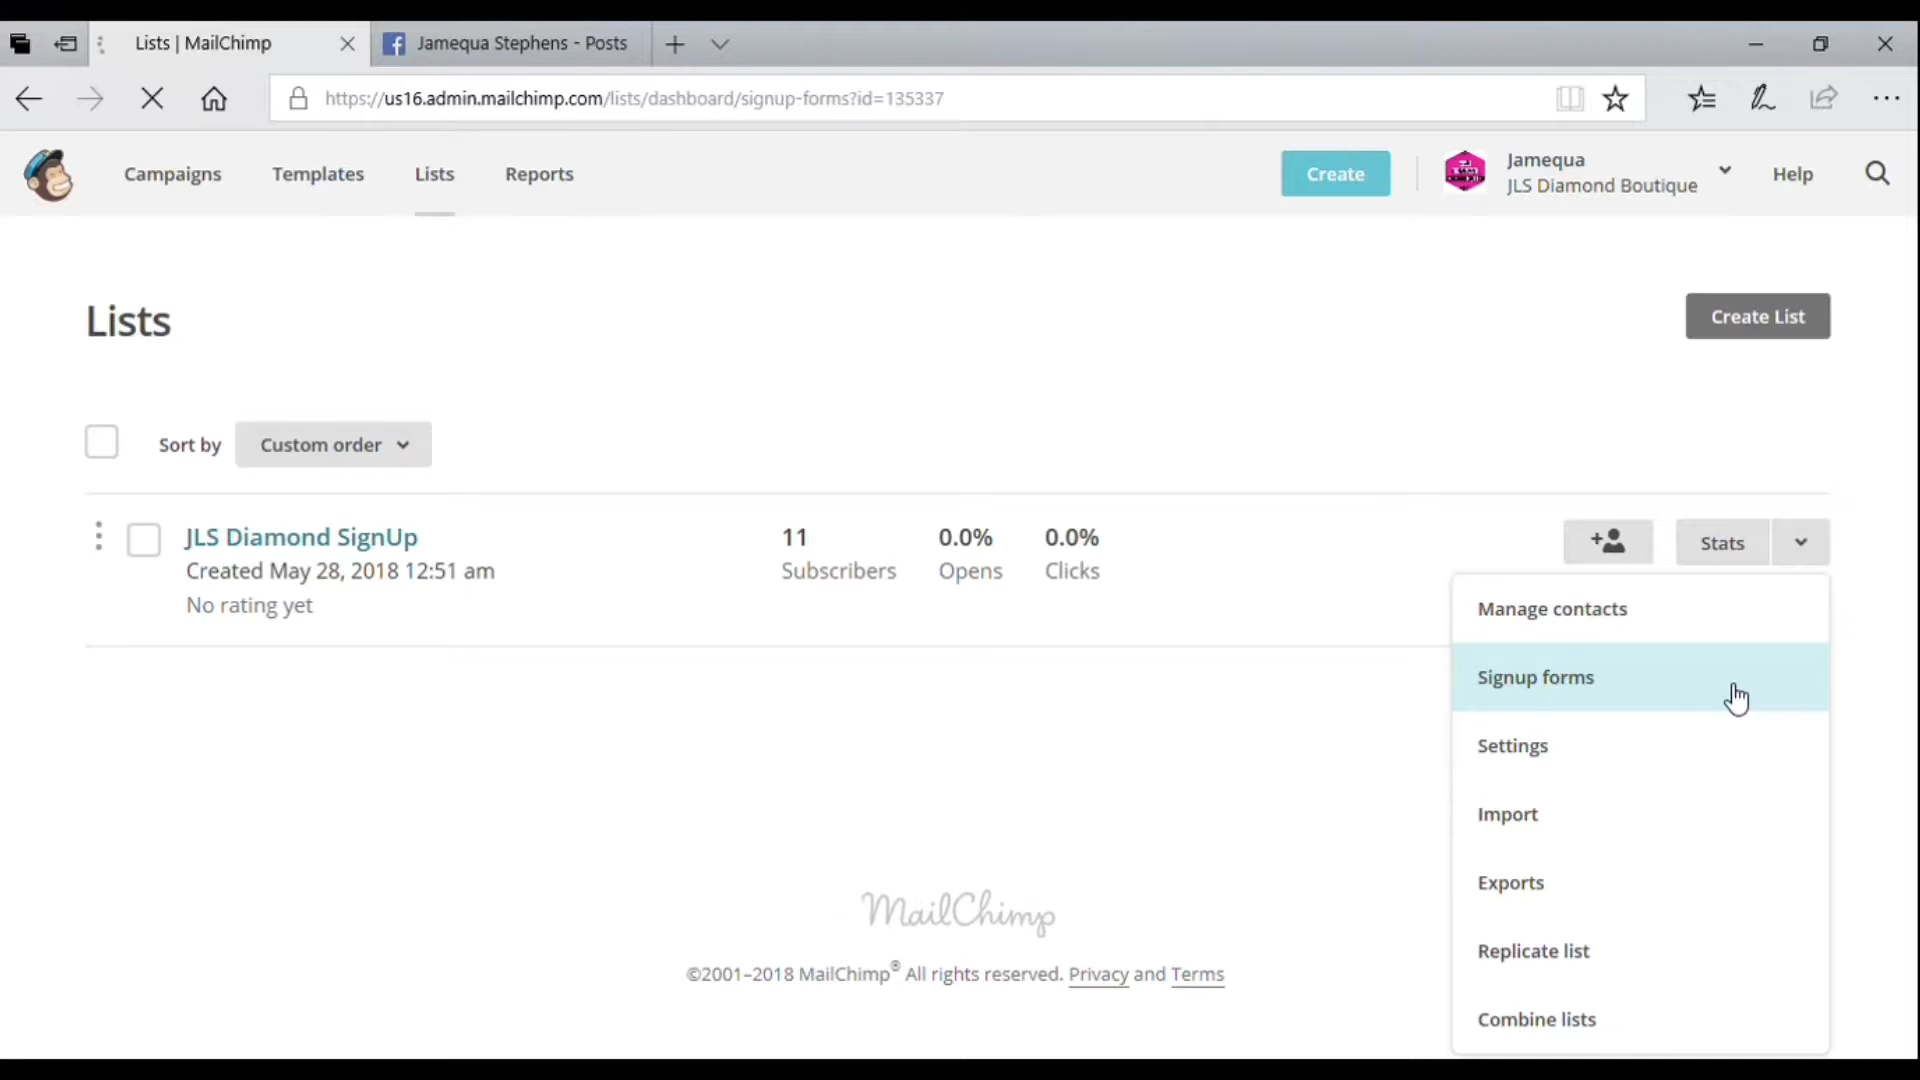 Lists | MailChimp
Jamequa Stephens - Posts
https://us16.admin.mailchimp.com/lists/dashboard/signup-forms?id=135337
Campaigns
Templates
Lists
Reports
Create
Jamequa
JLS Diamond Boutique
Help
Lists
Create List
Sort by
Custom order
JLS Diamond SignUp
Created May 28, 2018 12:51 am
No rating yet
11
Subscribers
0.0%
Opens
0.0%
Clicks
Stats
Manage contacts
Signup forms
Settings
Import
Exports
Replicate list
Combine lists
MailChimp
©2001–2018 MailChimp® All rights reserved. Privacy and Terms